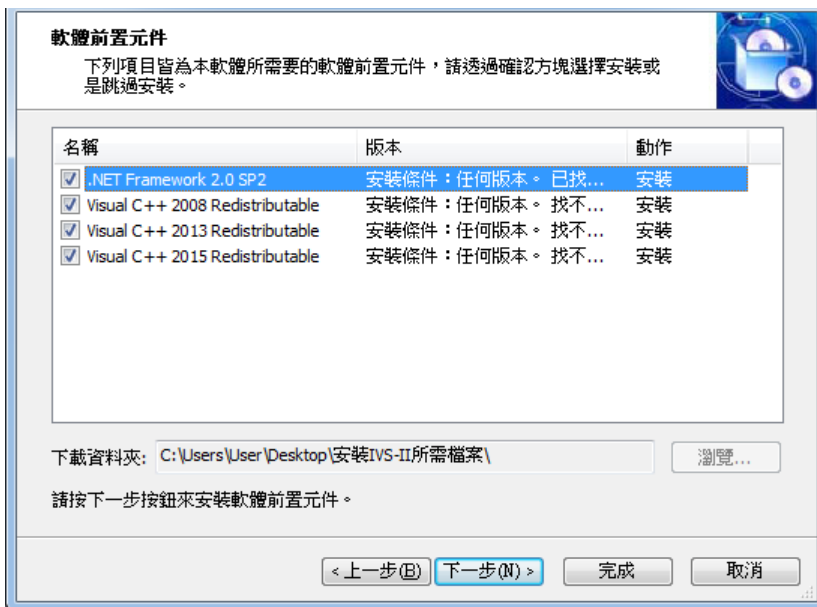 軟體前置元件
下列項目皆為本軟體所需要的軟體前置元件，請透過確認方塊選擇安裝或
是跳過安裝。
名稱 版本 動作
.NET Framework 2.0 SP2 安裝條件：任何版本。 已找... 安裝
Visual C++ 2008 Redistributable 安裝條件：任何版本。 找不... 安裝
Visual C++ 2013 Redistributable 安裝條件：任何版本。 找不... 安裝
Visual C++ 2015 Redistributable 安裝條件：任何版本。 找不... 安裝
下載資料夾: C:\Users\User\Desktop\安裝IVS-II所需檔案\ 瀏覽...
請按下一步按鈕來安裝軟體前置元件。
<上一步(B) 下一步(N) > 完成 取消